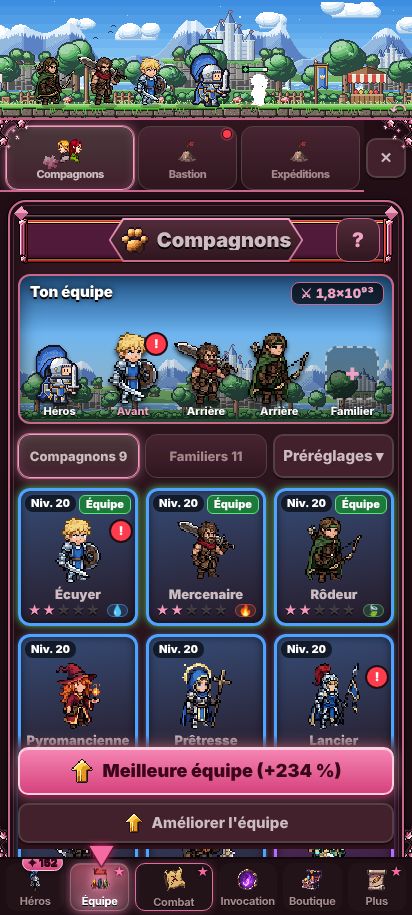 Compagnons
Bastion
Expéditions
×
Compagnons
?
Ton équipe
1,8×10⁹³
!
Héros
Avant
Arrière
Arrière
Familier
Compagnons 9
Familiers 11
Préréglages ▾
Niv. 20
Équipe
Niv. 20
Équipe
Niv. 20
Équipe
!
Écuyer
Mercenaire
Rôdeur
Niv. 20
Niv. 20
Niv. 20
!
Pyromancienne
Prêtresse
Lancier
Meilleure équipe (+234 %)
Améliorer l'équipe
Héros
Équipe
Combat
Invocation
Boutique
Plus